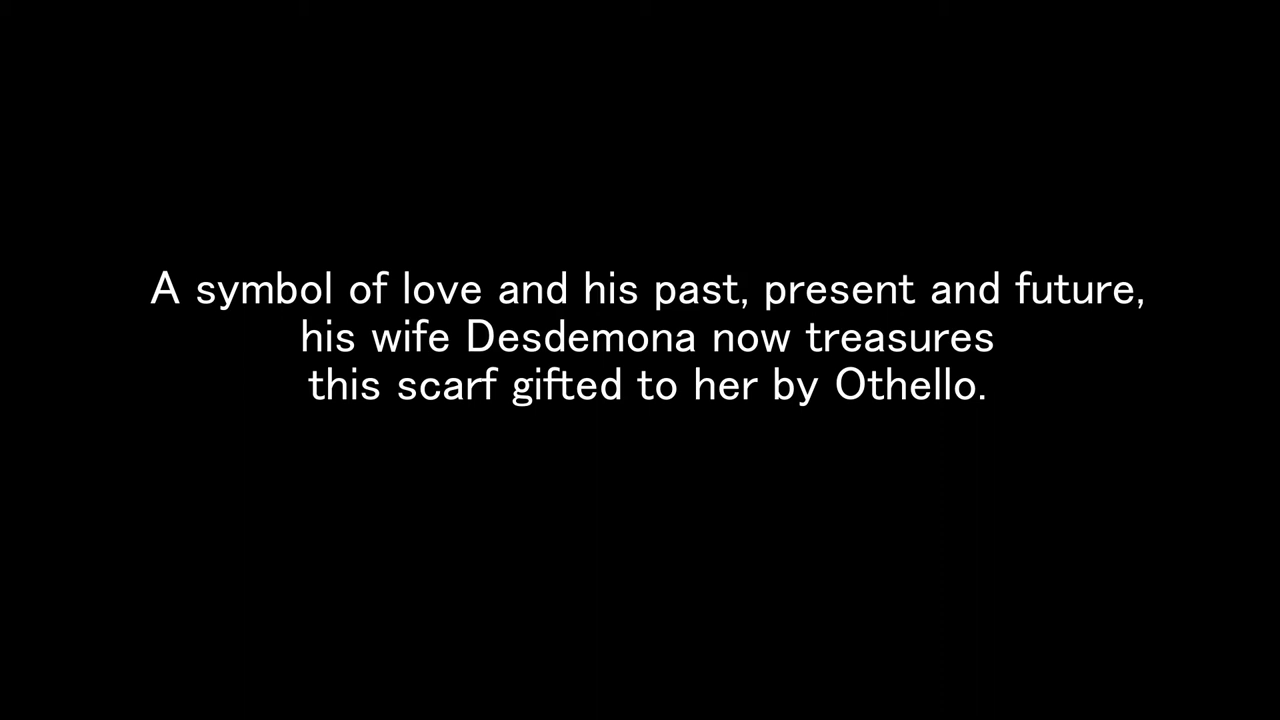 A symbol of love and his past, present and future,
his wife Desdemona now treasures
this scarf gifted to her by Othello.